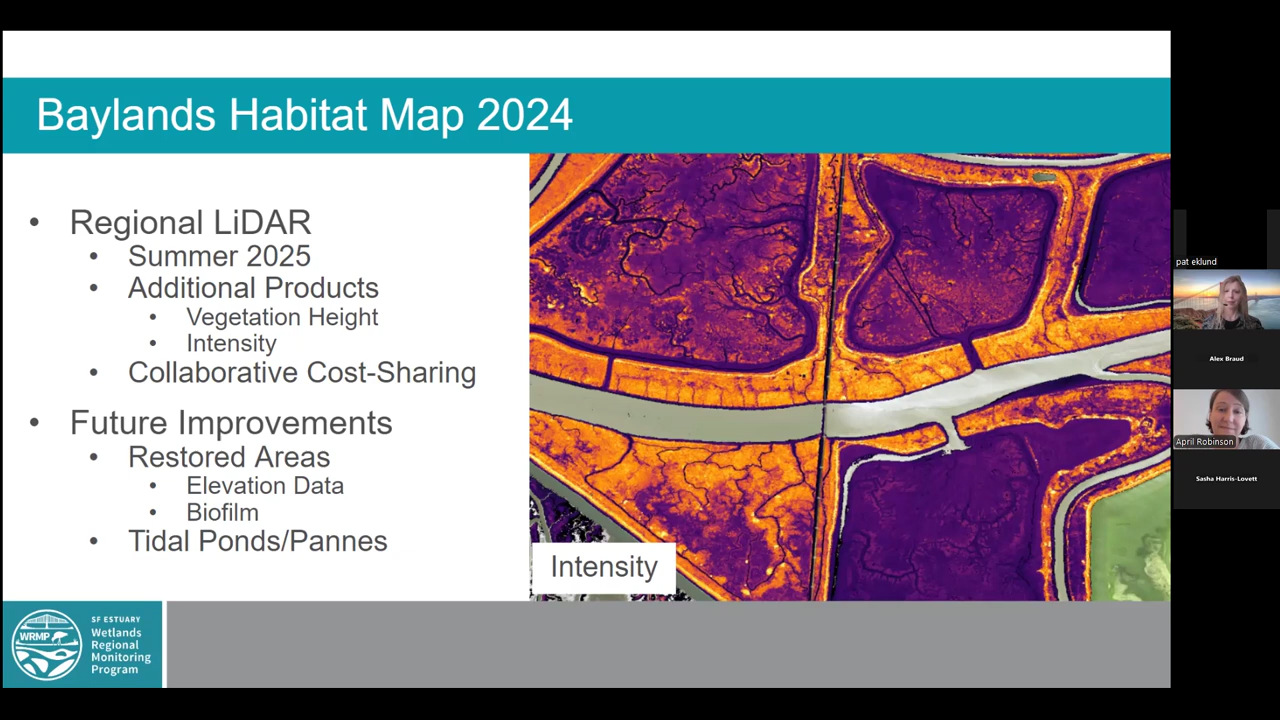 Baylands Habitat Map 2024
• Regional LiDAR
• Summer 2025
• Additional Products
• Vegetation Height
• Intensity
• Collaborative Cost-Sharing
• Future Improvements
• Restored Areas
• Elevation Data
• Biofilm
• Tidal Ponds/Pannes
Intensity
WRMP
SF ESTUARY
Wetlands
Regional
Monitoring
Program
pat eklund
Alex Braud
April Robinson
Sasha Harris-Lovett